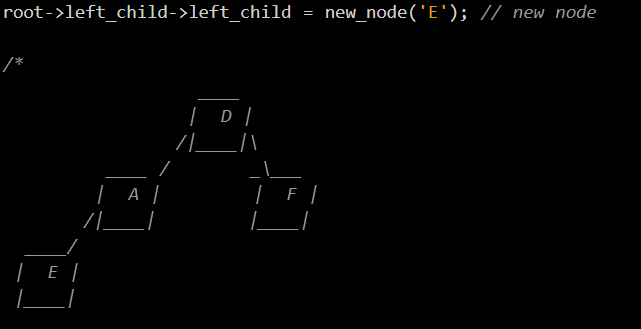 root->left_child->left_child = new_node('E'); // new node
/*
                 ____
                |  D |
               /|____|\
         ____ /       _\___
        |  A |        |  F |
       /|____|        |____|
  ____/
 |  E |
 |____|